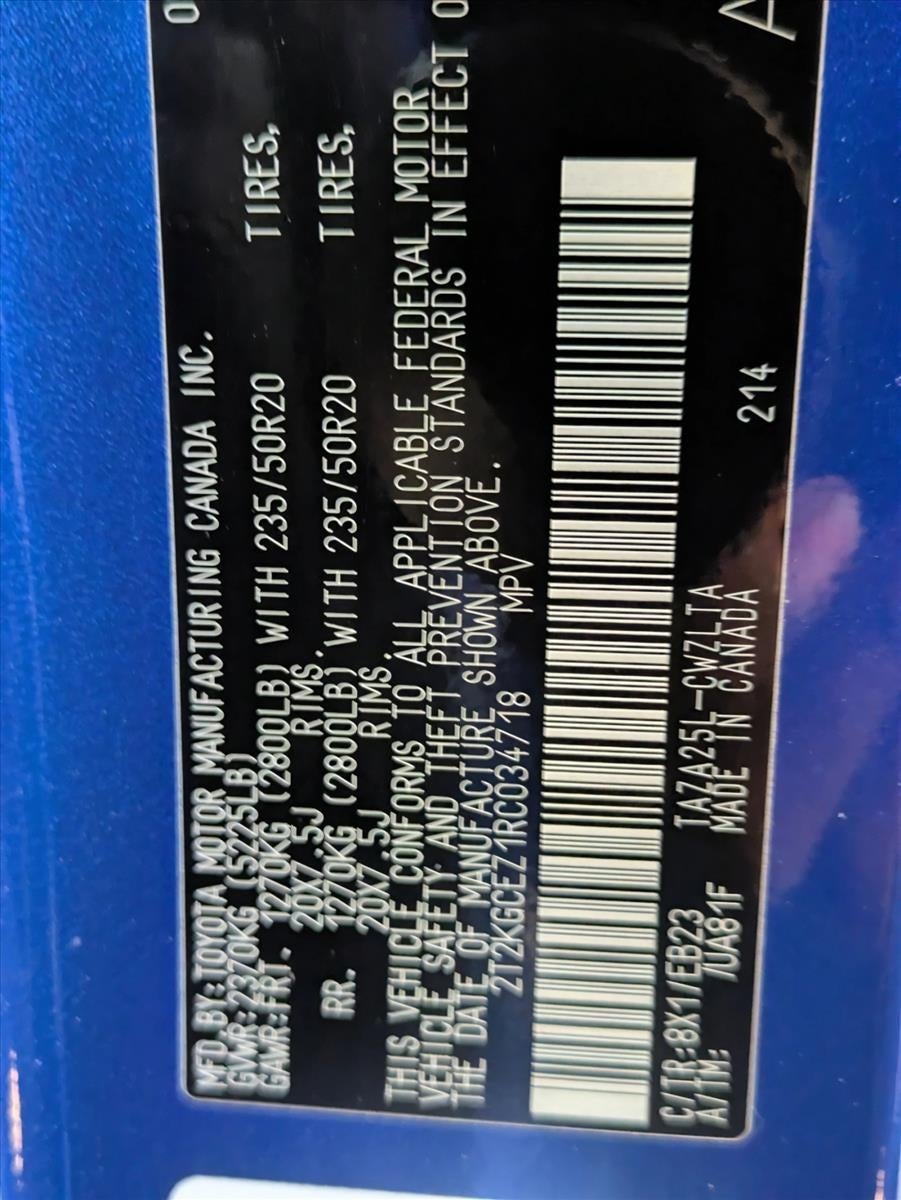 MFD.BY:TOYOTA MOTOR MANUFACTURING CANADA INC. 0
GVWR:2370KG (5225LB)
GAWR:FRT. 1270KG (2800LB) WITH 235/50R20 TIRES,
20X7.5J RIMS.
RR. 1270KG (2800LB) WITH 235/50R20 TIRES,
20X7.5J RIMS.
THIS VEHICLE CONFORMS TO ALL APPLICABLE FEDERAL MOTOR
VEHICLE SAFETY AND THEFT PREVENTION STANDARDS IN EFFECT O
THE DATE OF MANUFACTURE SHOWN ABOVE.
2T2KGCEZ1RC034718 MPV
C/TR:8X1/EB23 TAZA25L-CWZLTA
A/TM: /UA81F MADE IN CANADA 214
A